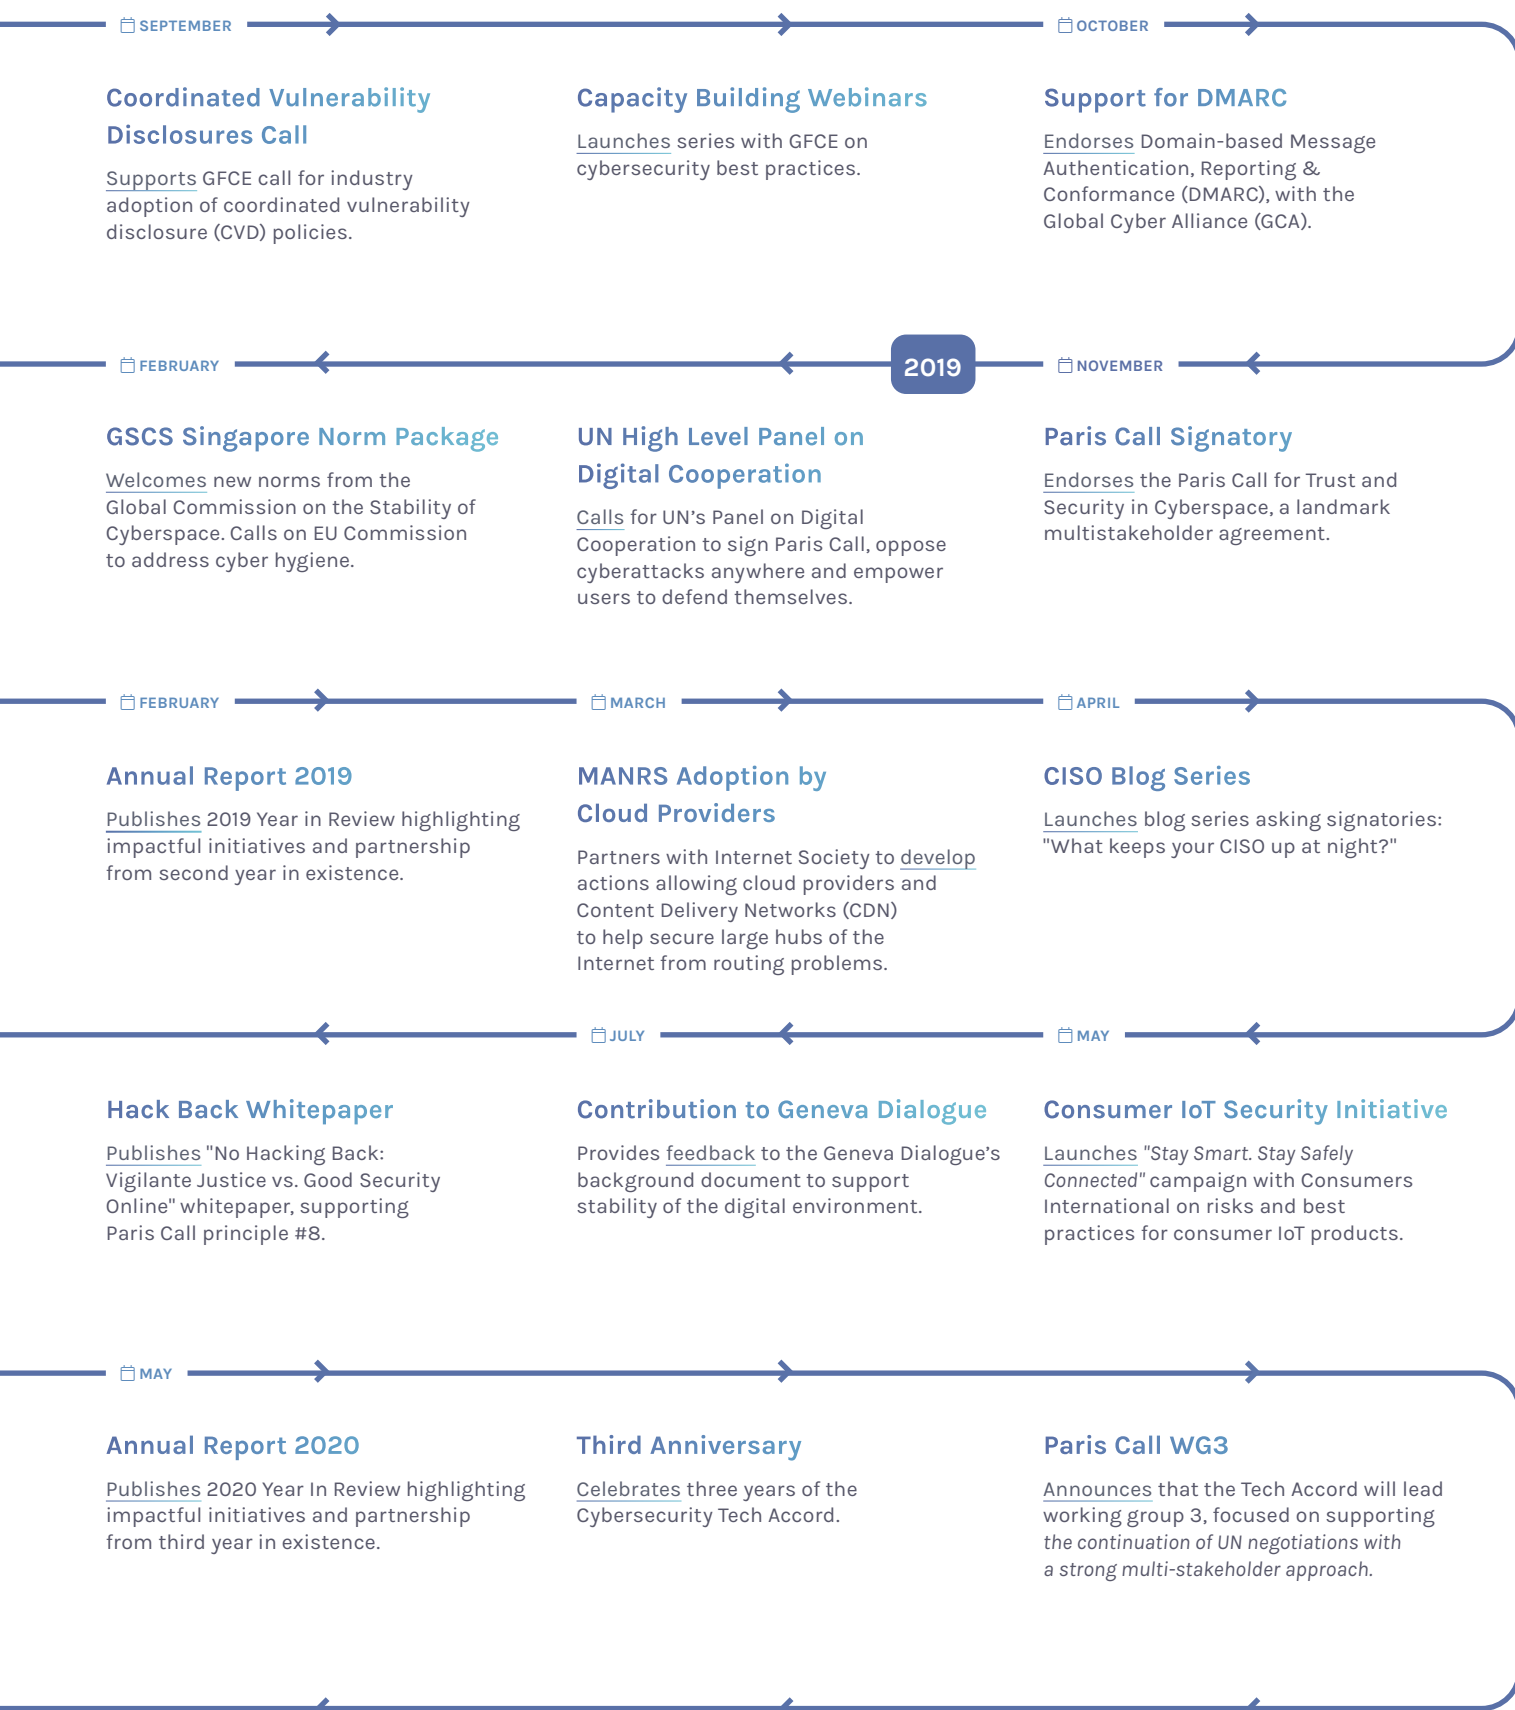 SEPTEMBER
OCTOBER
Coordinated Vulnerability
Disclosures Call
Supports GFCE call for industry
adoption of coordinated vulnerability
disclosure (CVD) policies.
Capacity Building Webinars
Launches series with GFCE on
cybersecurity best practices.
Support for DMARC
Endorses Domain-based Message
Authentication, Reporting &
Conformance (DMARC), with the
Global Cyber Alliance (GCA).
FEBRUARY
2019
NOVEMBER
GSCS Singapore Norm Package
Welcomes new norms from the
Global Commission on the Stability of
Cyberspace. Calls on EU Commission
to address cyber hygiene.
UN High Level Panel on
Digital Cooperation
Calls for UN’s Panel on Digital
Cooperation to sign Paris Call, oppose
cyberattacks anywhere and empower
users to defend themselves.
Paris Call Signatory
Endorses the Paris Call for Trust and
Security in Cyberspace, a landmark
multistakeholder agreement.
FEBRUARY
MARCH
APRIL
Annual Report 2019
Publishes 2019 Year in Review highlighting
impactful initiatives and partnership
from second year in existence.
MANRS Adoption by
Cloud Providers
Partners with Internet Society to develop
actions allowing cloud providers and
Content Delivery Networks (CDN)
to help secure large hubs of the
Internet from routing problems.
CISO Blog Series
Launches blog series asking signatories:
"What keeps your CISO up at night?"
JULY
MAY
Hack Back Whitepaper
Publishes "No Hacking Back:
Vigilante Justice vs. Good Security
Online" whitepaper, supporting
Paris Call principle #8.
Contribution to Geneva Dialogue
Provides feedback to the Geneva Dialogue’s
background document to support
stability of the digital environment.
Consumer IoT Security Initiative
Launches "Stay Smart. Stay Safely
Connected" campaign with Consumers
International on risks and best
practices for consumer IoT products.
MAY
Annual Report 2020
Publishes 2020 Year In Review highlighting
impactful initiatives and partnership
from third year in existence.
Third Anniversary
Celebrates three years of the
Cybersecurity Tech Accord.
Paris Call WG3
Announces that the Tech Accord will lead
working group 3, focused on supporting
the continuation of UN negotiations with
a strong multi-stakeholder approach.